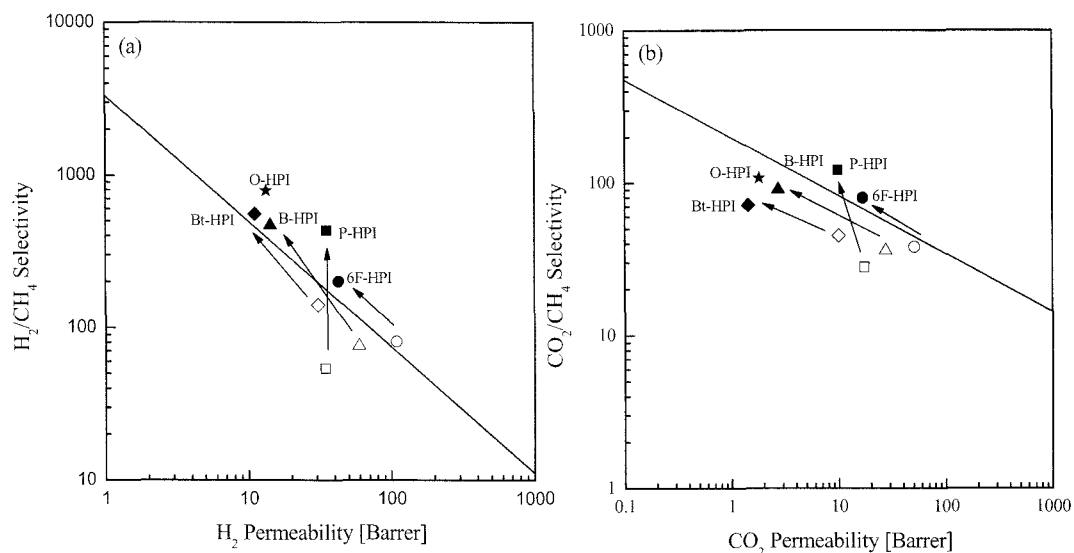 (a)
10000
1000
100
10
H2/CH4 Selectivity
O-HPI
Bt-HPI
B-HPI
P-HPI
6F-HPI
1
10
100
1000
H2 Permeability [Barrer]
(b)
1000
100
10
1
CO2/CH4 Selectivity
B-HPI
P-HPI
O-HPI
6F-HPI
Bt-HPI
0.1
1
10
100
1000
CO2 Permeability [Barrer]